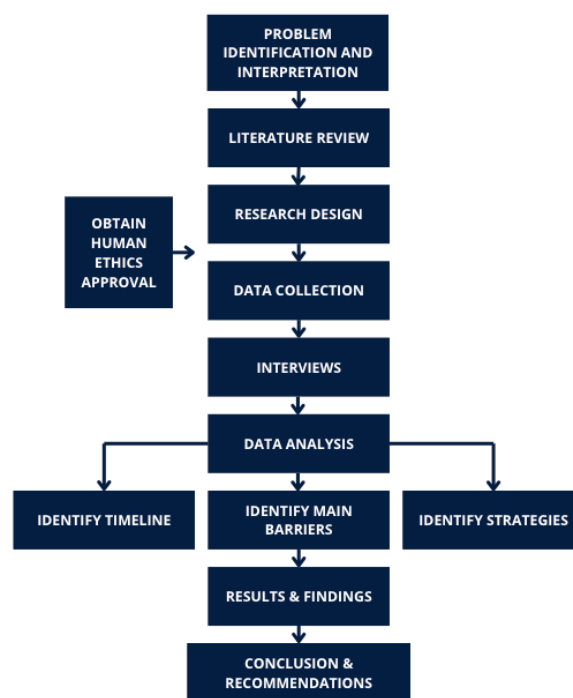 PROBLEM
IDENTIFICATION AND
INTERPRETATION
LITERATURE REVIEW
RESEARCH DESIGN
OBTAIN
HUMAN
ETHICS
APPROVAL
DATA COLLECTION
INTERVIEWS
DATA ANALYSIS
IDENTIFY TIMELINE
IDENTIFY MAIN
BARRIERS
IDENTIFY STRATEGIES
RESULTS & FINDINGS
CONCLUSION &
RECOMMENDATIONS